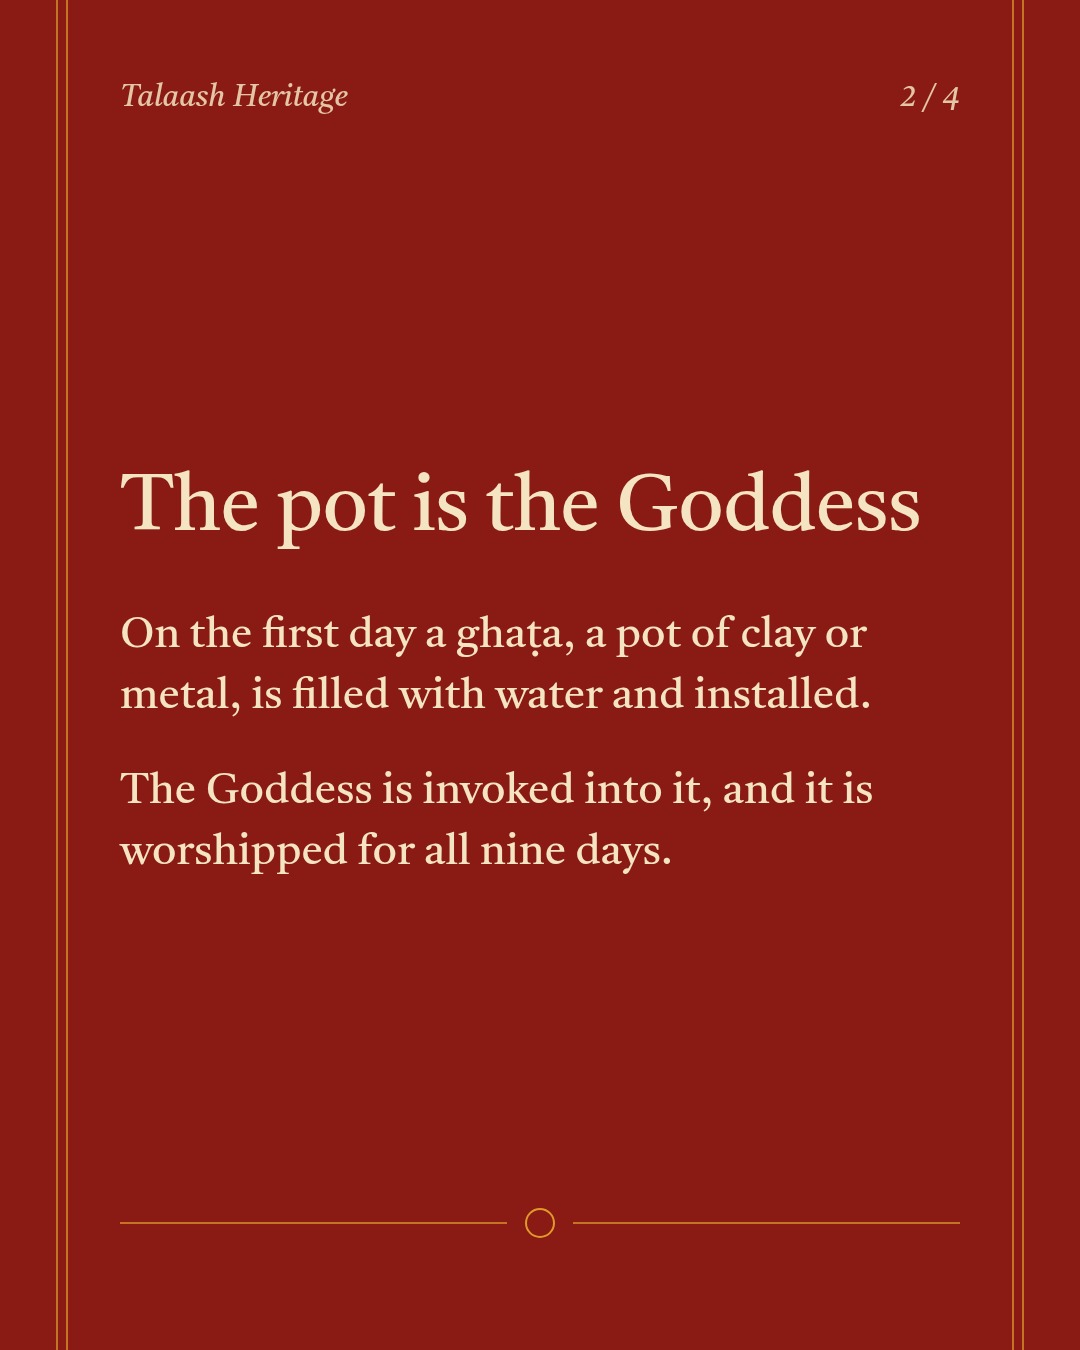 Talaash Heritage
2 / 4
The pot is the Goddess
On the first day a ghaṭa, a pot of clay or
metal, is filled with water and installed.
The Goddess is invoked into it, and it is
worshipped for all nine days.